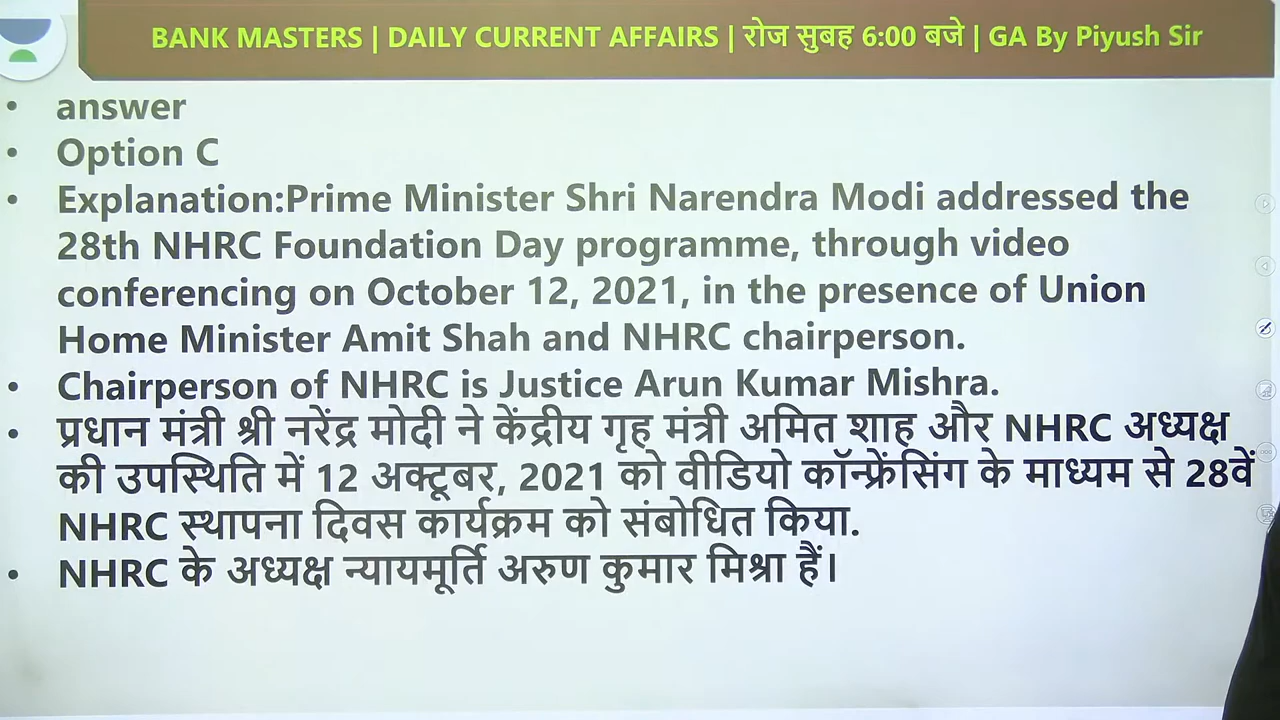 BANK MASTERS | DAILY CURRENT AFFAIRS | रोज सुबह 6:00 बजे | GA By Piyush Sir
• answer
• Option C
• Explanation:Prime Minister Shri Narendra Modi addressed the
28th NHRC Foundation Day programme, through video
conferencing on October 12, 2021, in the presence of Union
Home Minister Amit Shah and NHRC chairperson.
• Chairperson of NHRC is Justice Arun Kumar Mishra.
• प्रधान मंत्री श्री नरेंद्र मोदी ने केंद्रीय गृह मंत्री अमित शाह और NHRC अध्यक्ष
की उपस्थिति में 12 अक्टूबर, 2021 को वीडियो कॉन्फ्रेंसिंग के माध्यम से 28वें
NHRC स्थापना दिवस कार्यक्रम को संबोधित किया.
• NHRC के अध्यक्ष न्यायमूर्ति अरुण कुमार मिश्रा हैं।